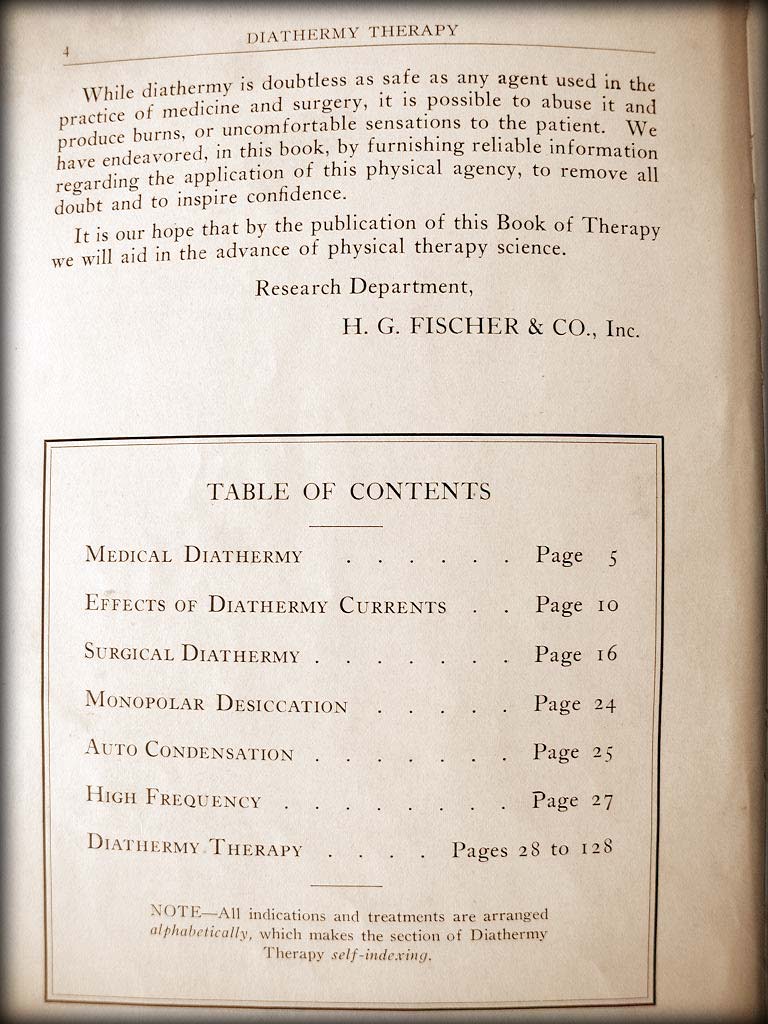 4
DIATHERMY THERAPY
While diathermy is doubtless as safe as any agent used in the
practice of medicine and surgery, it is possible to abuse it and
produce burns, or uncomfortable sensations to the patient. We
have endeavored, in this book, by furnishing reliable information
regarding the application of this physical agency, to remove all
doubt and to inspire confidence.
It is our hope that by the publication of this Book of Therapy
we will aid in the advance of physical therapy science.
Research Department,
H. G. FISCHER & CO., Inc.
TABLE OF CONTENTS
MEDICAL DIATHERMY . . . . . . Page 5
EFFECTS OF DIATHERMY CURRENTS . . Page 10
SURGICAL DIATHERMY . . . . . . . Page 16
MONOPOLAR DESICCATION . . . . . Page 24
AUTO CONDENSATION . . . . . . . Page 25
HIGH FREQUENCY . . . . . . . . Page 27
DIATHERMY THERAPY . . . . Pages 28 to 128
NOTE—All indications and treatments are arranged
alphabetically, which makes the section of Diathermy
Therapy self-indexing.